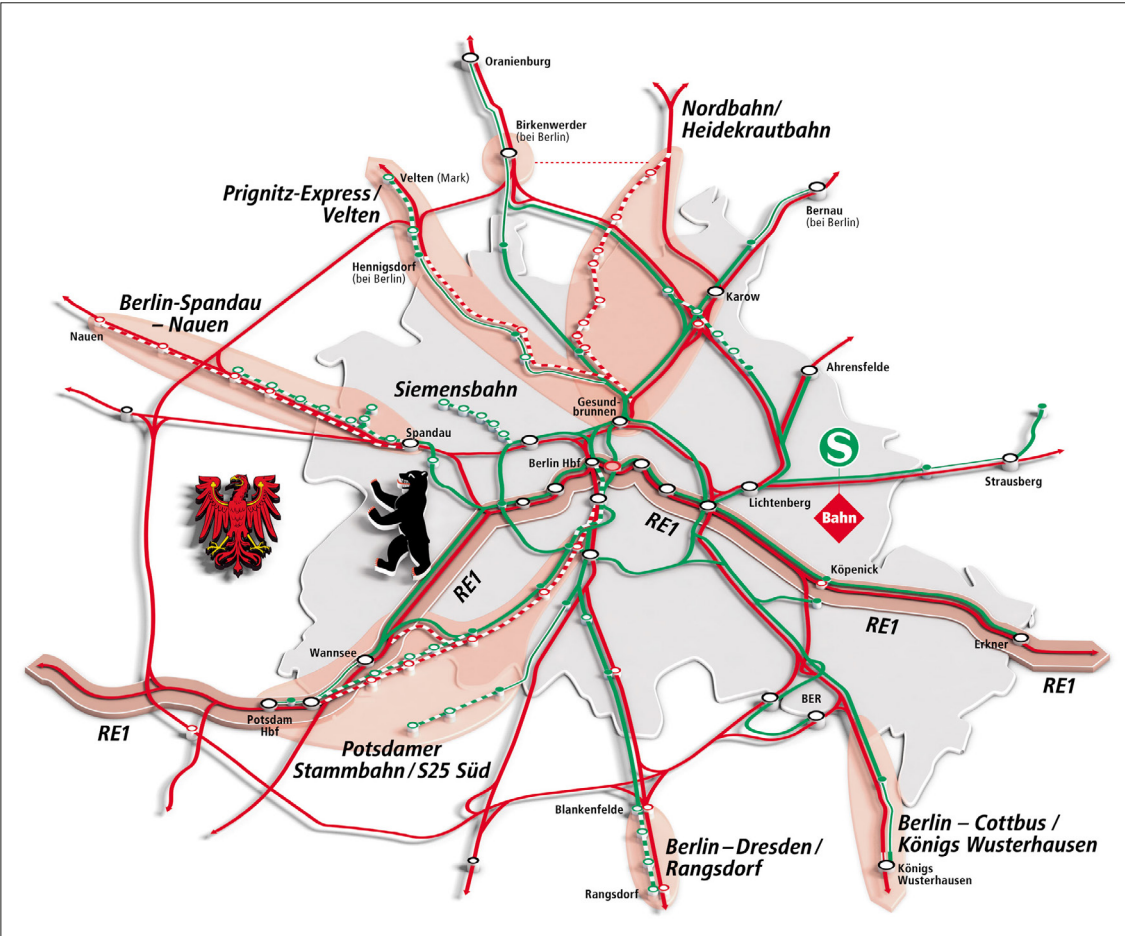 Oranienburg
Birkenwerder
(bei Berlin)
Nordbahn/
Heidekrautbahn
Velten (Mark)
Prignitz-Express/
Velten
Bernau
(bei Berlin)
Hennigsdorf
(bei Berlin)
Karow
Berlin-Spandau
– Nauen
Nauen
Siemensbahn
Ahrensfelde
Gesund-
brunnen
Spandau
Berlin Hbf
S
Bahn
Lichtenberg
Strausberg
RE1
RE1
Köpenick
RE1
Erkner
RE1
Wannsee
Potsdam
Hbf
RE1
BER
Potsdamer
Stammbahn/S25 Süd
Blankenfelde
Berlin–Dresden/
Rangsdorf
Rangsdorf
Berlin – Cottbus/
Königs Wusterhausen
Königs
Wusterhausen